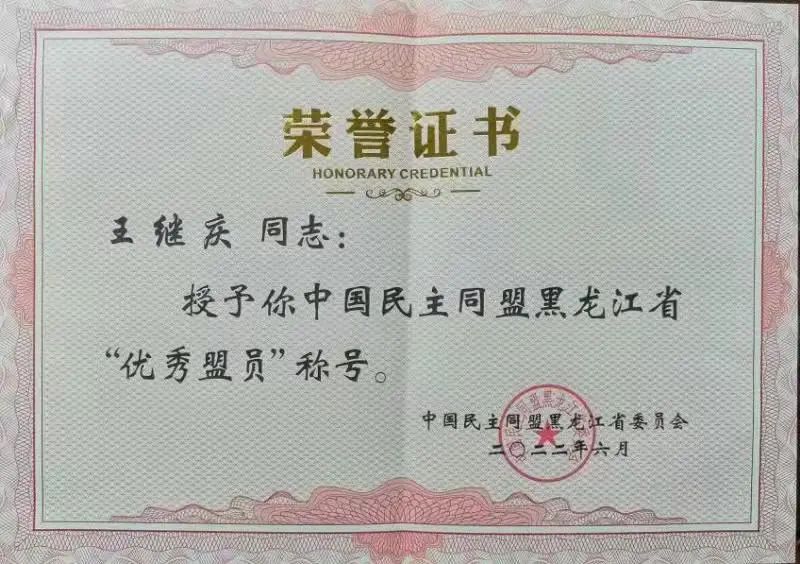 荣誉证书
HONORARY CREDENTIAL
王继庆 同志：
授予你中国民主同盟黑龙江省
“优秀盟员”称号。
中国民主同盟黑龙江省委员会
二〇二二年六月